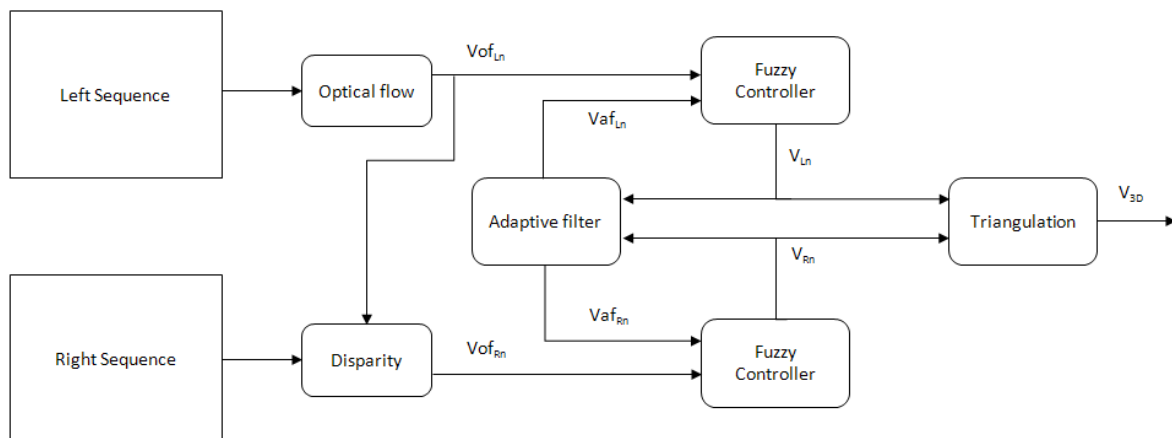 Left Sequence
Optical flow
Vof_Ln
Fuzzy
Controller
Vaf_Ln
V_Ln
Adaptive filter
Triangulation
V_3D
V_Rn
Right Sequence
Disparity
Vof_Rn
Vaf_Rn
Fuzzy
Controller